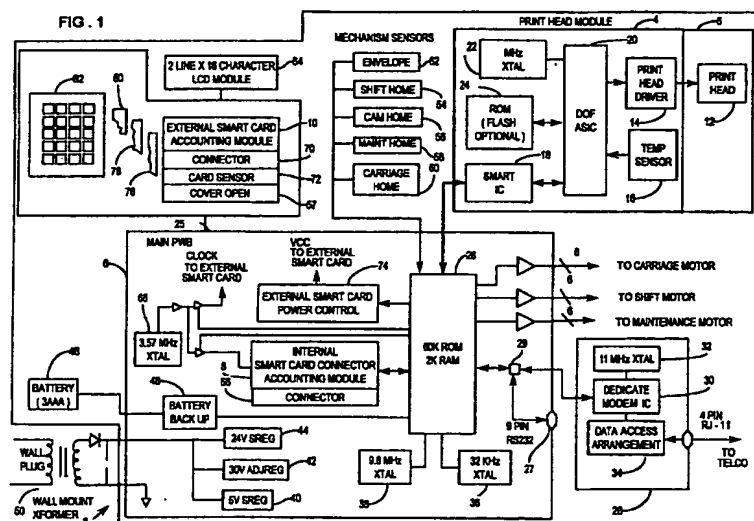 FIG. 1
PRINT HEAD MODULE
4
6
2 LINE X 16 CHARACTER
LCD MODULE
64
MECHANISM SENSORS
ENVELOPE
52
SHIFT HOME
54
CAM HOME
56
MAINT HOME
58
CARRIAGE HOME
60
22
MHz
XTAL
20
24
ROM
( FLASH
OPTIONAL )
DOF
ASIC
PRINT
HEAD
DRIVER
14
PRINT
HEAD
12
SMART
IC
18
TEMP
SENSOR
16
62
80
78
76
EXTERNAL SMART CARD
ACCOUNTING MODULE
10
CONNECTOR
70
CARD SENSOR
72
COVER OPEN
57
25
6
MAIN PWB
CLOCK
TO EXTERNAL
SMART CARD
VCC
TO EXTERNAL
SMART CARD
74
EXTERNAL SMART CARD
POWER CONTROL
26
60K ROM
2K RAM
6
TO CARRIAGE MOTOR
6
TO SHIFT MOTOR
6
TO MAINTENANCE MOTOR
3.57 MHz
XTAL
INTERNAL
SMART CARD CONNECTOR
ACCOUNTING MODULE
8
CONNECTOR
46
BATTERY
( 3AAA )
48
BATTERY
BACK UP
29
9 PIN
RS232
27
11 MHz XTAL
32
DEDICATE
MODEM IC
30
DATA ACCESS
ARRANGEMENT
34
4 PIN
RJ - 11
TO
TELCO
28
WALL
PLUG
50
WALL MOUNT
XFORMER
24V SREG
44
30V ADJREG
42
5V SREG
40
9.8 MHz
XTAL
32 KHz
XTAL
36